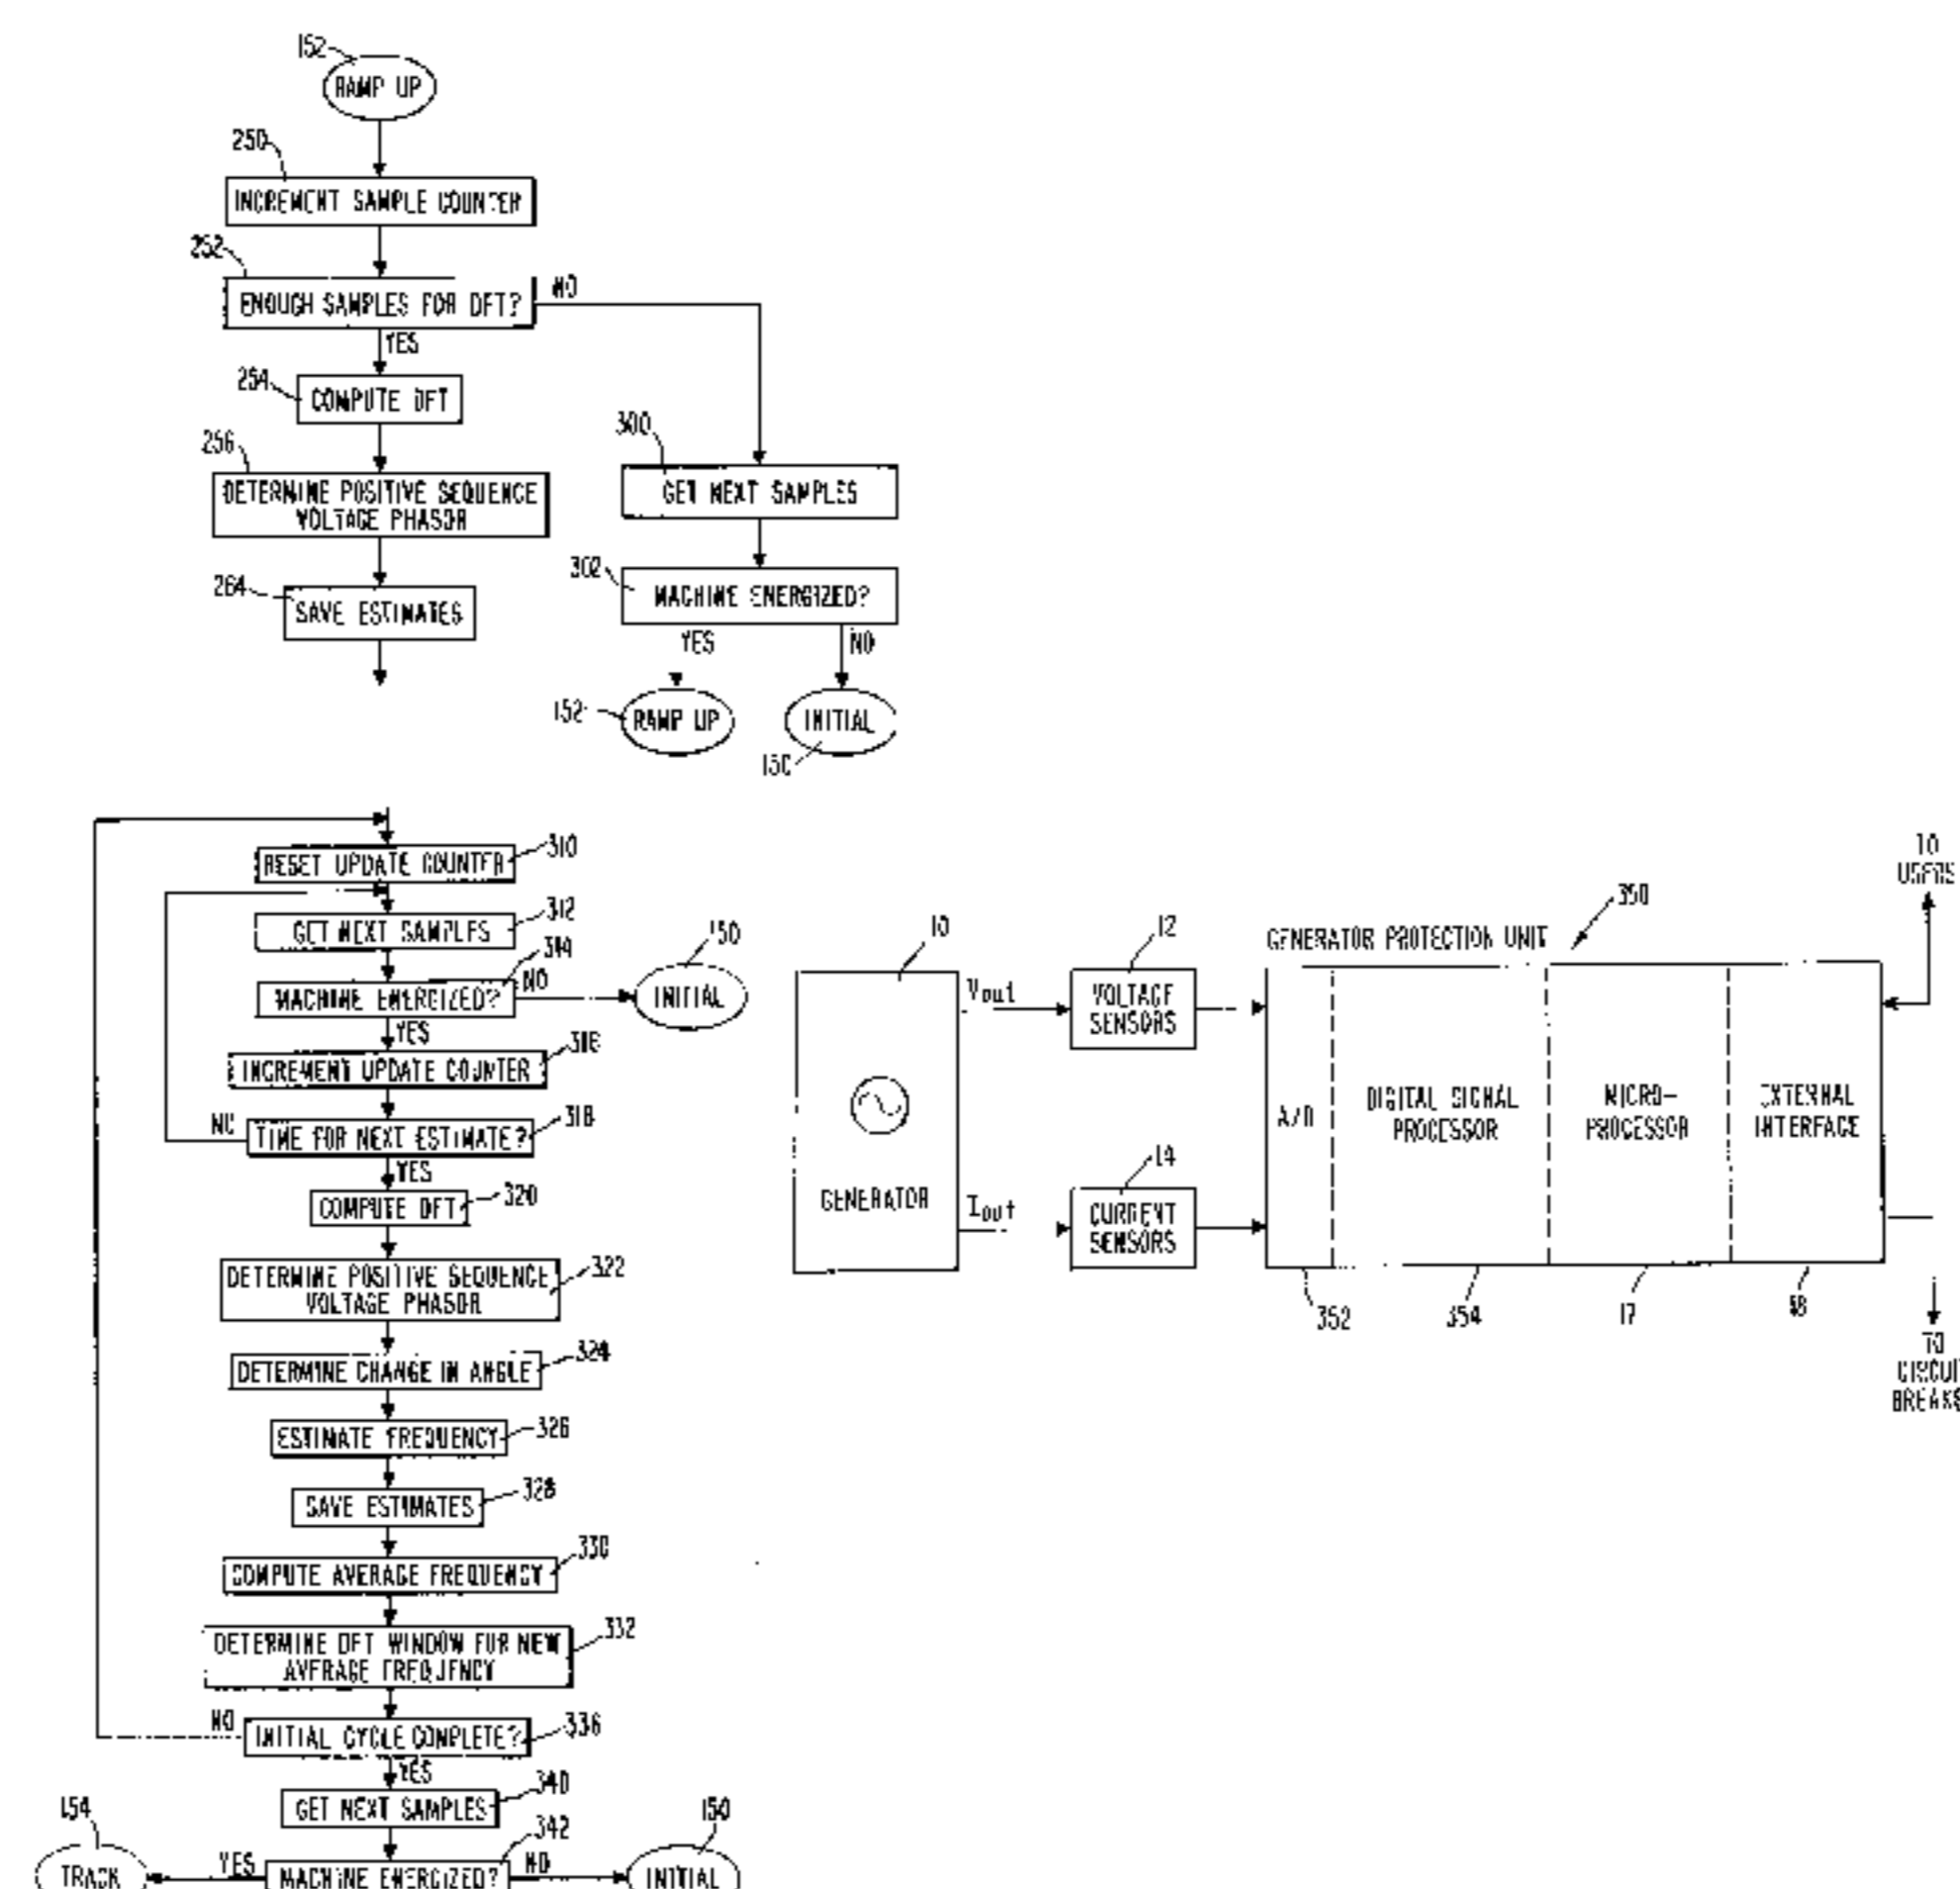 152
RAMP UP
250
INCREMENT SAMPLE COUNTER
252
ENOUGH SAMPLES FOR DFT?
NO
YES
254
COMPUTE DFT
256
DETERMINE POSITIVE SEQUENCE
VOLTAGE PHASOR
264
SAVE ESTIMATES
300
GET NEXT SAMPLES
302
MACHINE ENERGIZED?
YES
NO
152
RAMP UP
INITIAL
150
RESET UPDATE COUNTER
310
GET NEXT SAMPLES
312
MACHINE ENERGIZED?
314
NO
150
INITIAL
YES
INCREMENT UPDATE COUNTER
316
TIME FOR NEXT ESTIMATE?
318
NO
YES
COMPUTE DFT
320
DETERMINE POSITIVE SEQUENCE
VOLTAGE PHASOR
322
DETERMINE CHANGE IN ANGLE
324
ESTIMATE FREQUENCY
326
SAVE ESTIMATES
328
COMPUTE AVERAGE FREQUENCY
330
DETERMINE DFT WINDOW FOR NEW
AVERAGE FREQUENCY
332
NO
INITIAL CYCLE COMPLETE?
336
YES
GET NEXT SAMPLES
340
154
TRACK
YES
MACHINE ENERGIZED?
342
NO
150
INITIAL
10
GENERATOR
Vout
Iout
12
VOLTAGE
SENSORS
14
CURRENT
SENSORS
GENERATOR PROTECTION UNIT
350
A/D
DIGITAL SIGNAL
PROCESSOR
MICRO-
PROCESSOR
EXTERNAL
INTERFACE
352
354
17
48
TO
USERS
TO
CIRCUI
BREAK